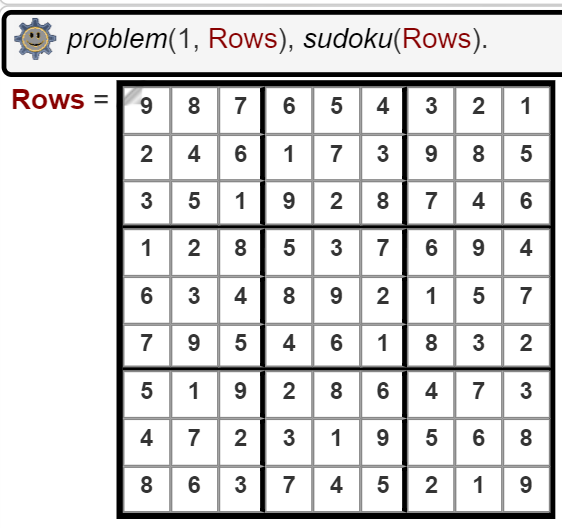 problem(1, Rows), sudoku(Rows).
Rows =
9 8 7 6 5 4 3 2 1
2 4 6 1 7 3 9 8 5
3 5 1 9 2 8 7 4 6
1 2 8 5 3 7 6 9 4
6 3 4 8 9 2 1 5 7
7 9 5 4 6 1 8 3 2
5 1 9 2 8 6 4 7 3
4 7 2 3 1 9 5 6 8
8 6 3 7 4 5 2 1 9